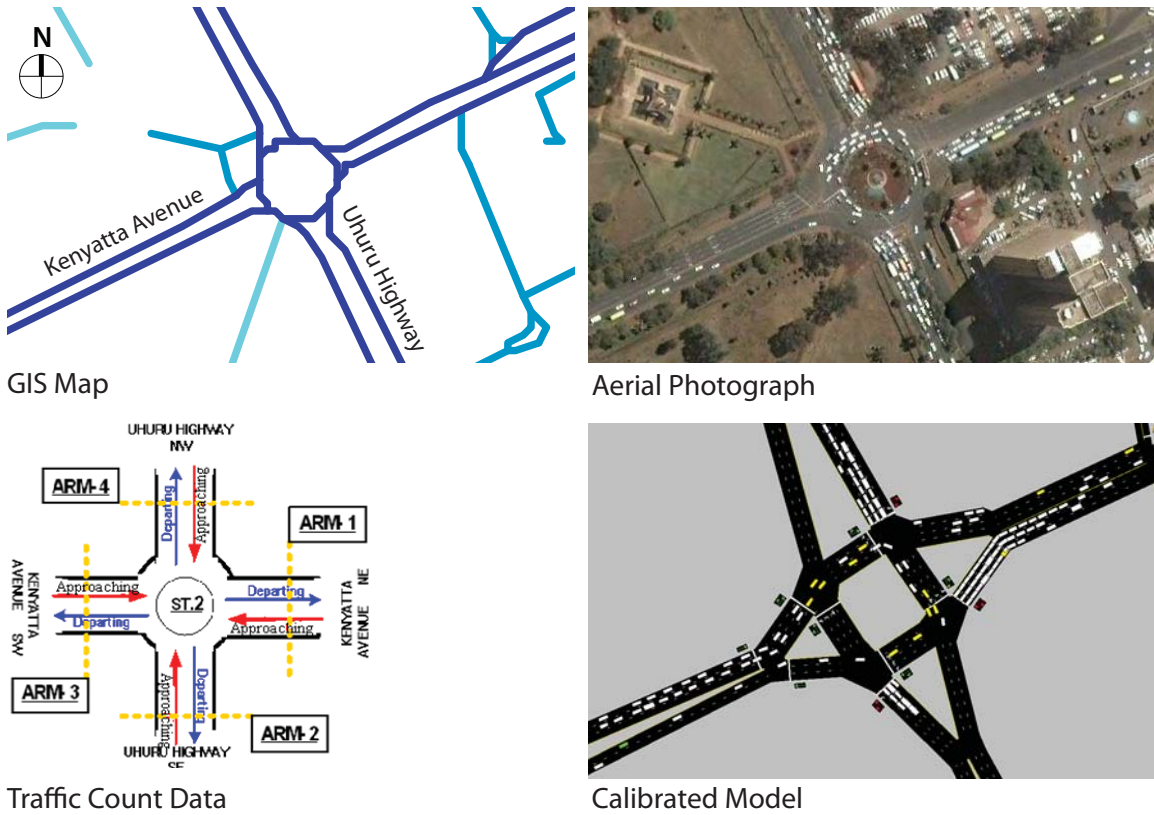 N
Kenyatta Avenue
Uhuru Highway
GIS Map
Aerial Photograph
UHURU HIGHWAY
NW
ARM-4
Departing
Approaching
ARM-1
KENYATTA
AVENUE SW
Approaching
Departing
ST.2
Departing
Approaching
KENYATTA
AVENUE NE
ARM-3
Approaching
Departing
ARM-2
UHURU HIGHWAY
SE
Traffic Count Data
Calibrated Model